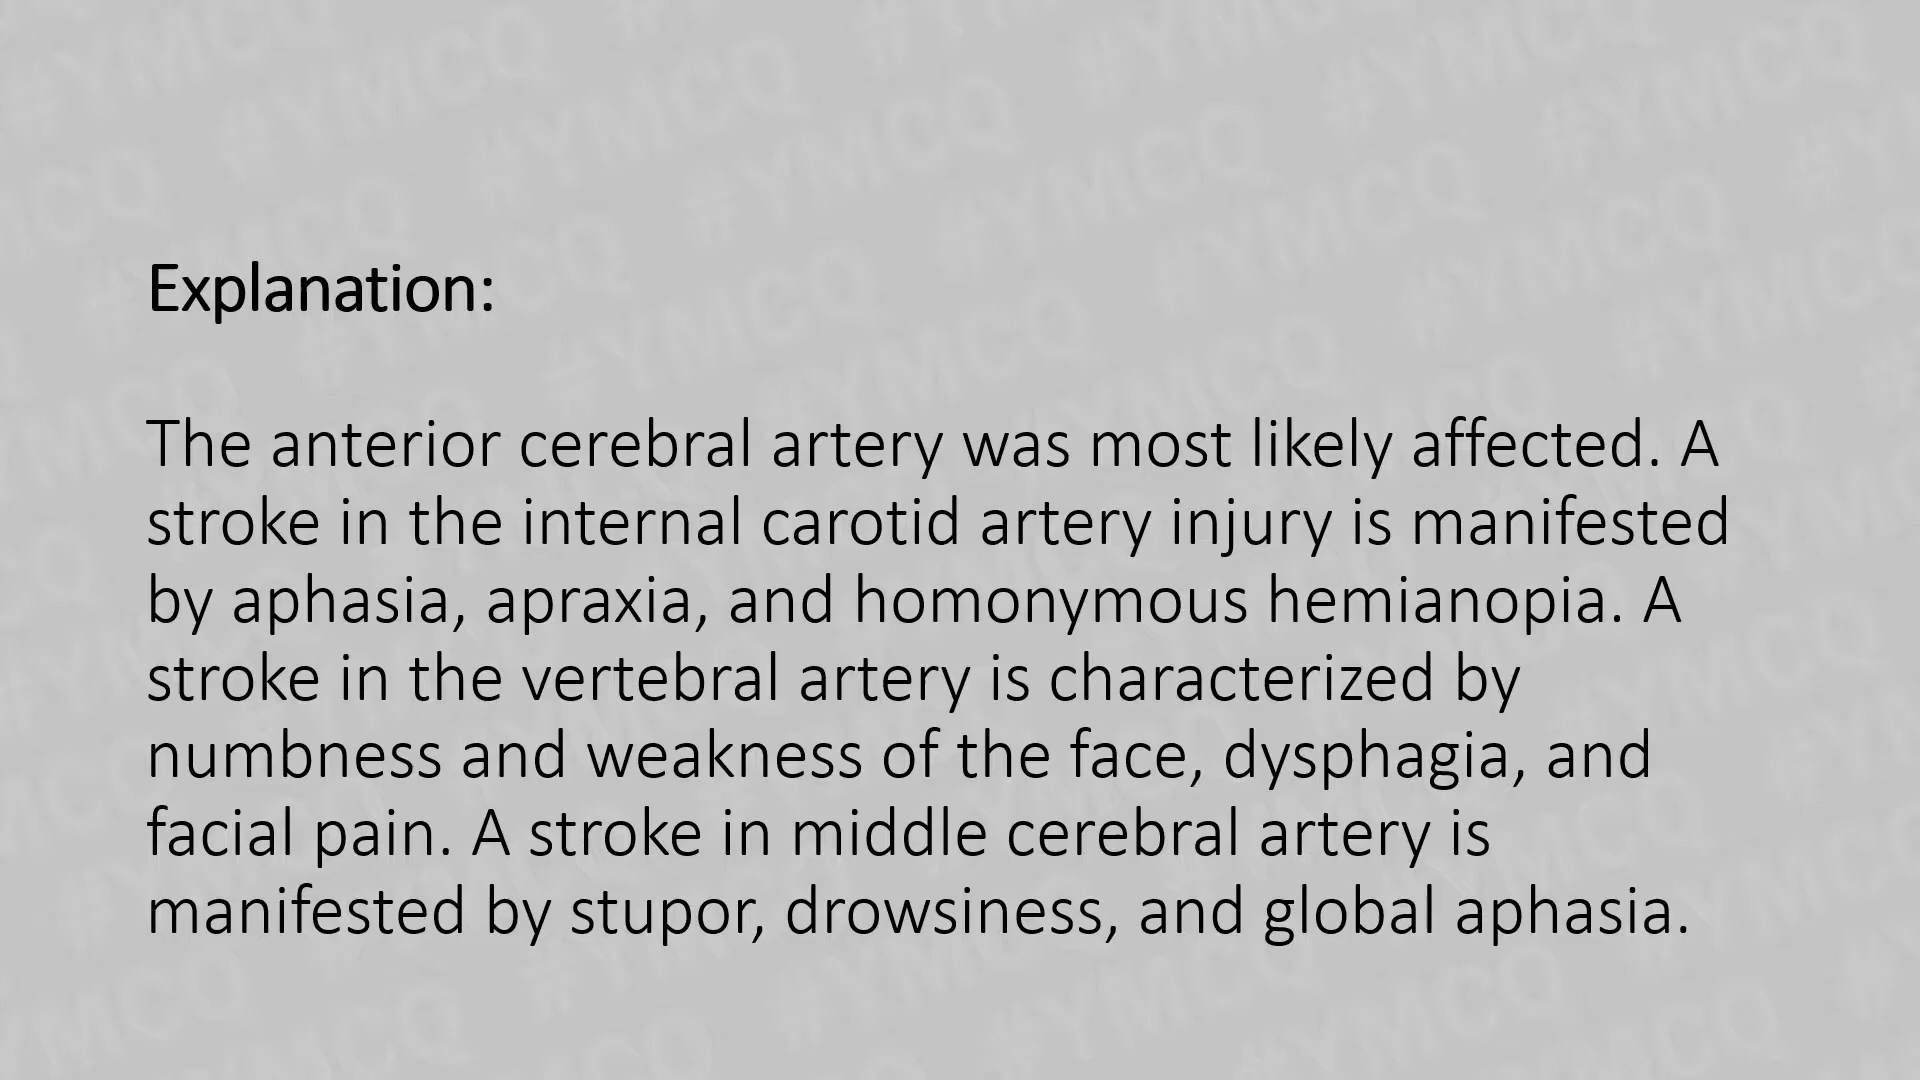 Explanation:
The anterior cerebral artery was most likely affected. A
stroke in the internal carotid artery injury is manifested
by aphasia, apraxia, and homonymous hemianopia. A
stroke in the vertebral artery is characterized by
numbness and weakness of the face, dysphagia, and
facial pain. A stroke in middle cerebral artery is
manifested by stupor, drowsiness, and global aphasia.